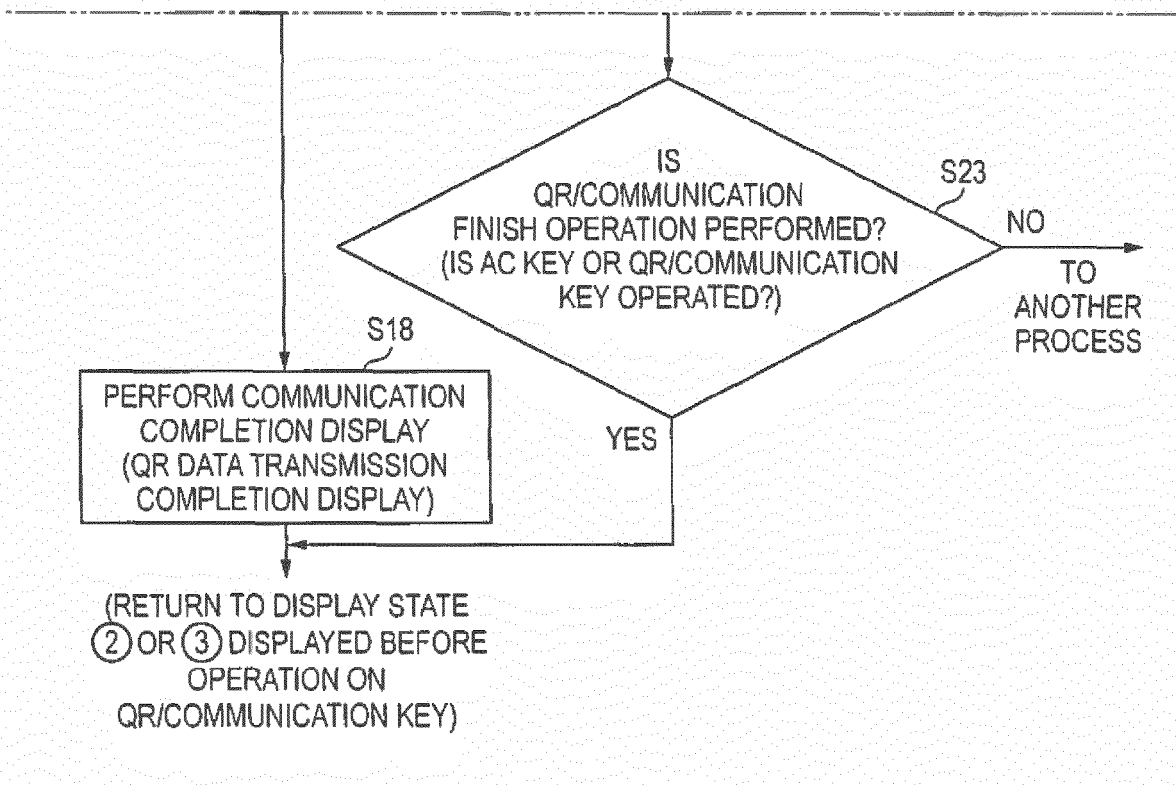 IS
QR/COMMUNICATION
FINISH OPERATION PERFORMED?
(IS AC KEY OR QR/COMMUNICATION
KEY OPERATED?)
S23
NO
TO
ANOTHER
PROCESS
YES
S18
PERFORM COMMUNICATION
COMPLETION DISPLAY
(QR DATA TRANSMISSION
COMPLETION DISPLAY)
(RETURN TO DISPLAY STATE
② OR ③ DISPLAYED BEFORE
OPERATION ON
QR/COMMUNICATION KEY)